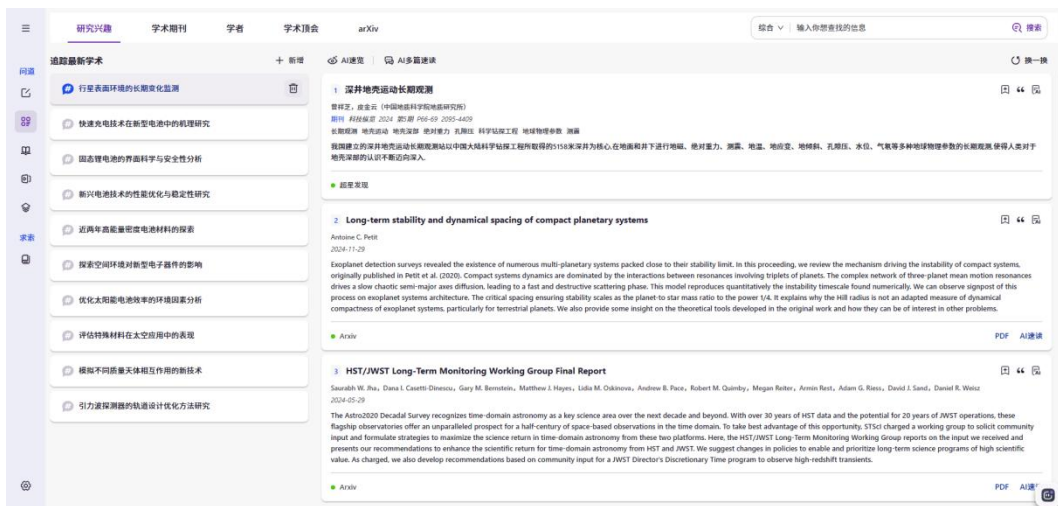 研究兴趣 学术期刊 学者 学术顶会 arXiv 综合 输入你想查找的信息 搜索
问道
求索
追踪最新学术 + 新增
行星表面环境的长期变化监测
快速充电技术在新型电池中的机理研究
固态锂电池的界面科学与安全性分析
新兴电池技术的性能优化与稳定性研究
近两年高能量密度电池材料的探索
探索空间环境对新型电子器件的影响
优化太阳能电池效率的环境因素分析
评估特殊材料在太空应用中的表现
模拟不同质量天体相互作用的新技术
引力波探测器的轨道设计优化方法研究
AI速览 AI多篇速读 换一换
1 深井地壳运动长期观测
曾祥芝，皮金云（中国地质科学院地质研究所）
期刊 科技纵览 2024 第5期 P66-69 2095-4409
长期观测 地壳运动 地壳深部 绝对重力 孔隙压 科学钻探工程 地球物理参数 测震
我国建立的深井地壳运动长期观测站以中国大陆科学钻探工程所取得的5158米深井为核心,在地面和井下进行地磁、绝对重力、测震、地温、地应变、地倾斜、孔隙压、水位、气氡等多种地球物理参数的长期观测,使得人类对于
地壳深部的认识不断迈向深入.
超星发现
2 Long-term stability and dynamical spacing of compact planetary systems
Antoine C. Petit
2024-11-29
Exoplanet detection surveys revealed the existence of numerous multi-planetary systems packed close to their stability limit. In this proceeding, we review the mechanism driving the instability of compact systems,
originally published in Petit et al. (2020). Compact systems dynamics are dominated by the interactions between resonances involving triplets of planets. The complex network of three-planet mean motion resonances
drives a slow chaotic semi-major axes diffusion, leading to a fast and destructive scattering phase. This model reproduces quantitatively the instability timescale found numerically. We can observe signpost of this
process on exoplanet systems architecture. The critical spacing ensuring stability scales as the planet-to star mass ratio to the power 1/4. It explains why the Hill radius is not an adapted measure of dynamical
compactness of exoplanet systems, particularly for terrestrial planets. We also provide some insight on the theoretical tools developed in the original work and how they can be of interest in other problems.
Arxiv PDF AI速读
3 HST/JWST Long-Term Monitoring Working Group Final Report
Saurabh W. Jha，Dana I. Casetti-Dinescu，Gary M. Bernstein，Matthew J. Hayes，Lidia M. Oskinova，Andrew B. Pace，Robert M. Quimby，Megan Reiter，Armin Rest，Adam G. Riess，David J. Sand，Daniel R. Weisz
2024-05-29
The Astro2020 Decadal Survey recognizes time-domain astronomy as a key science area over the next decade and beyond. With over 30 years of HST data and the potential for 20 years of JWST operations, these
flagship observatories offer an unparalleled prospect for a half-century of space-based observations in the time domain. To take best advantage of this opportunity, STScI charged a working group to solicit community
input and formulate strategies to maximize the science return in time-domain astronomy from these two platforms. Here, the HST/JWST Long-Term Monitoring Working Group reports on the input we received and
presents our recommendations to enhance the scientific return for time-domain astronomy from HST and JWST. We suggest changes in policies to enable and prioritize long-term science programs of high scientific
value. As charged, we also develop recommendations based on community input for a JWST Director's Discretionary Time program to observe high-redshift transients.
Arxiv PDF AI速